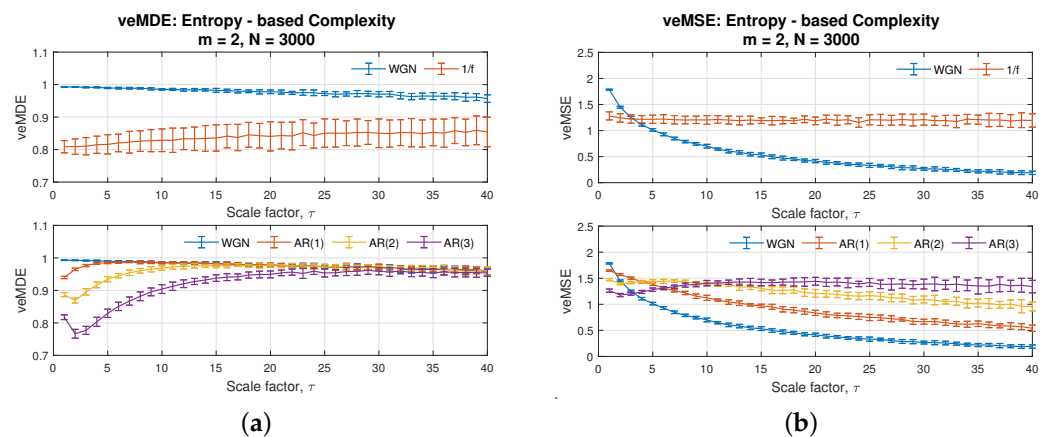 veMDE: Entropy - based Complexity
m = 2, N = 3000
1.1
1
0.9
0.8
0.7
veMDE
WGN 1/f
0 5 10 15 20 25 30 35 40
Scale factor, τ
1.1
1
0.9
0.8
0.7
veMDE
WGN AR(1) AR(2) AR(3)
0 5 10 15 20 25 30 35 40
Scale factor, τ
(a)
veMSE: Entropy - based Complexity
m = 2, N = 3000
2.5
2
1.5
1
0.5
0
veMSE
WGN 1/f
0 5 10 15 20 25 30 35 40
Scale factor, τ
2.5
2
1.5
1
0.5
0
veMSE
WGN AR(1) AR(2) AR(3)
0 5 10 15 20 25 30 35 40
Scale factor, τ
(b)